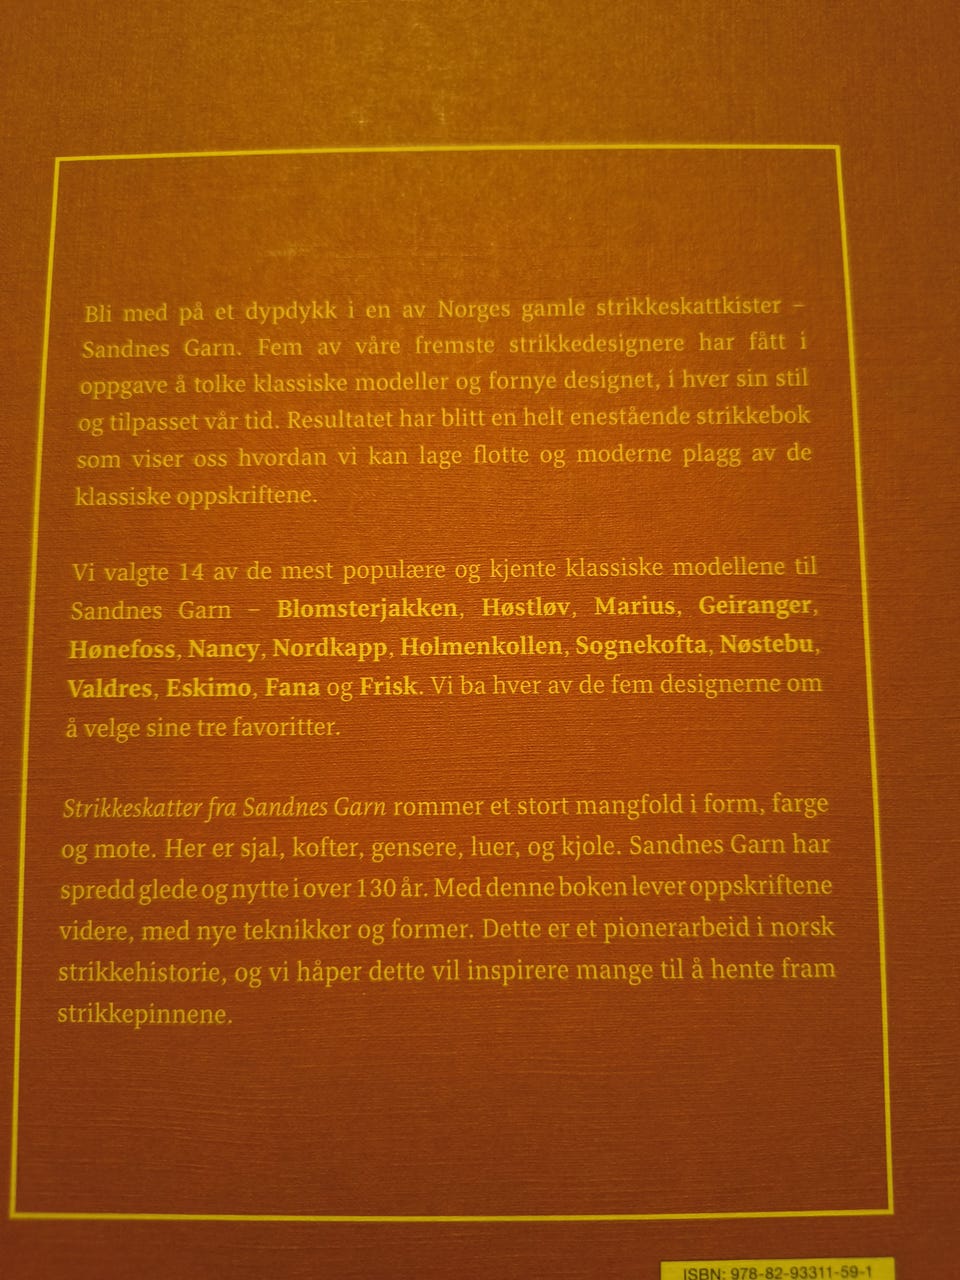 Bli med på et dypdykk i en av Norges gamle strikkeskattkister –
Sandnes Garn. Fem av våre fremste strikkedesignere har fått i
oppgave å tolke klassiske modeller og fornye designet, i hver sin stil
og tilpasset vår tid. Resultatet har blitt en helt enestående strikkebok
som viser oss hvordan vi kan lage flotte og moderne plagg av de
klassiske oppskriftene.
Vi valgte 14 av de mest populære og kjente klassiske modellene til
Sandnes Garn – Blomsterjakken, Høstløv, Marius, Geiranger,
Hønefoss, Nancy, Nordkapp, Holmenkollen, Sognekofta, Nøstebu,
Valdres, Eskimo, Fana og Frisk. Vi ba hver av de fem designerne om
å velge sine tre favoritter.
Strikkeskatter fra Sandnes Garn rommer et stort mangfold i form, farge
og mote. Her er sjal, kofter, gensere, luer, og kjole. Sandnes Garn har
spredd glede og nytte i over 130 år. Med denne boken lever oppskriftene
videre, med nye teknikker og former. Dette er et pionerarbeid i norsk
strikkehistorie, og vi håper dette vil inspirere mange til å hente fram
strikkepinnene.
ISBN: 978-82-93311-59-1